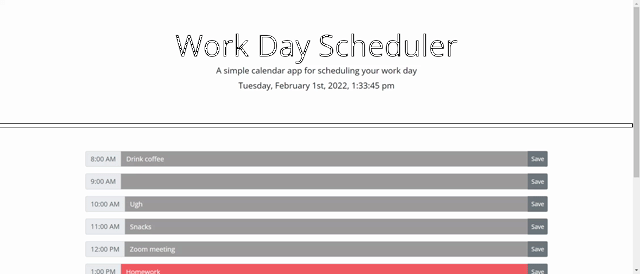 Work Day Scheduler
A simple calendar app for scheduling your work day
Tuesday, February 1st, 2022, 1:33:45 pm
8:00 AM Drink coffee Save
9:00 AM Save
10:00 AM Ugh Save
11:00 AM Snacks Save
12:00 PM Zoom meeting Save
1:00 PM Homework Save